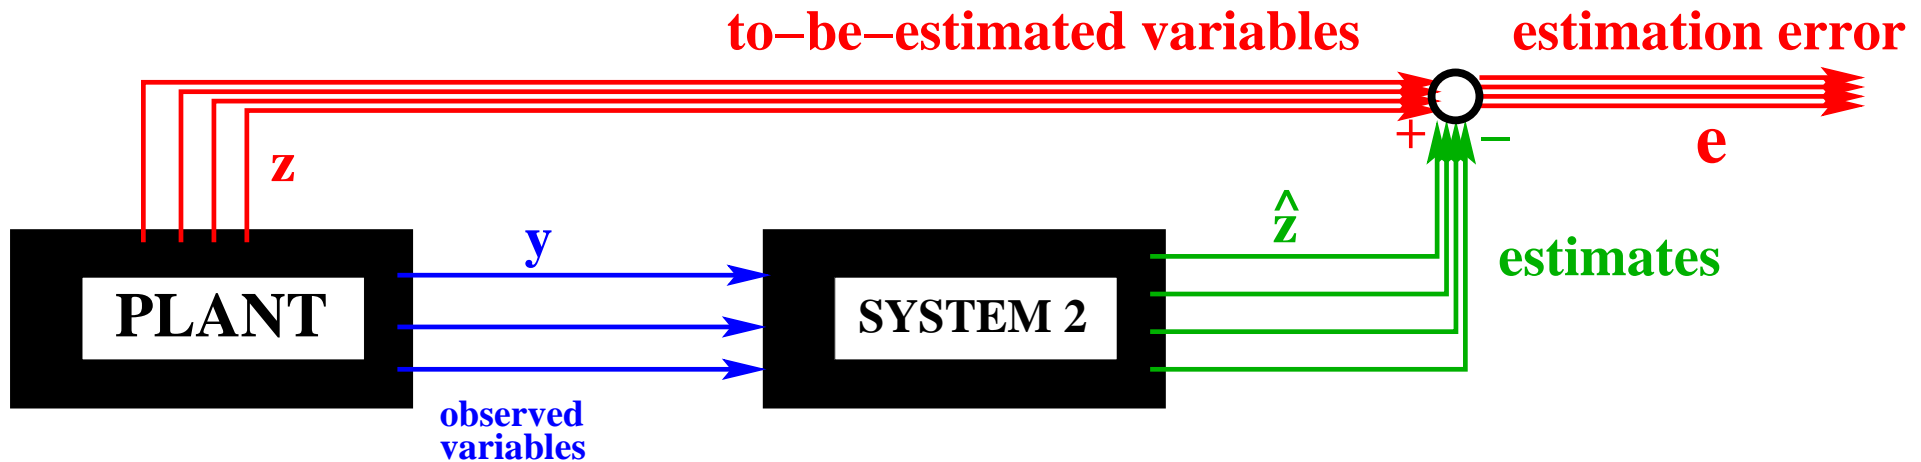 to−be−estimated variables
estimation error
+
−
e
z
y
ẑ
estimates
PLANT
SYSTEM 2
observed
variables